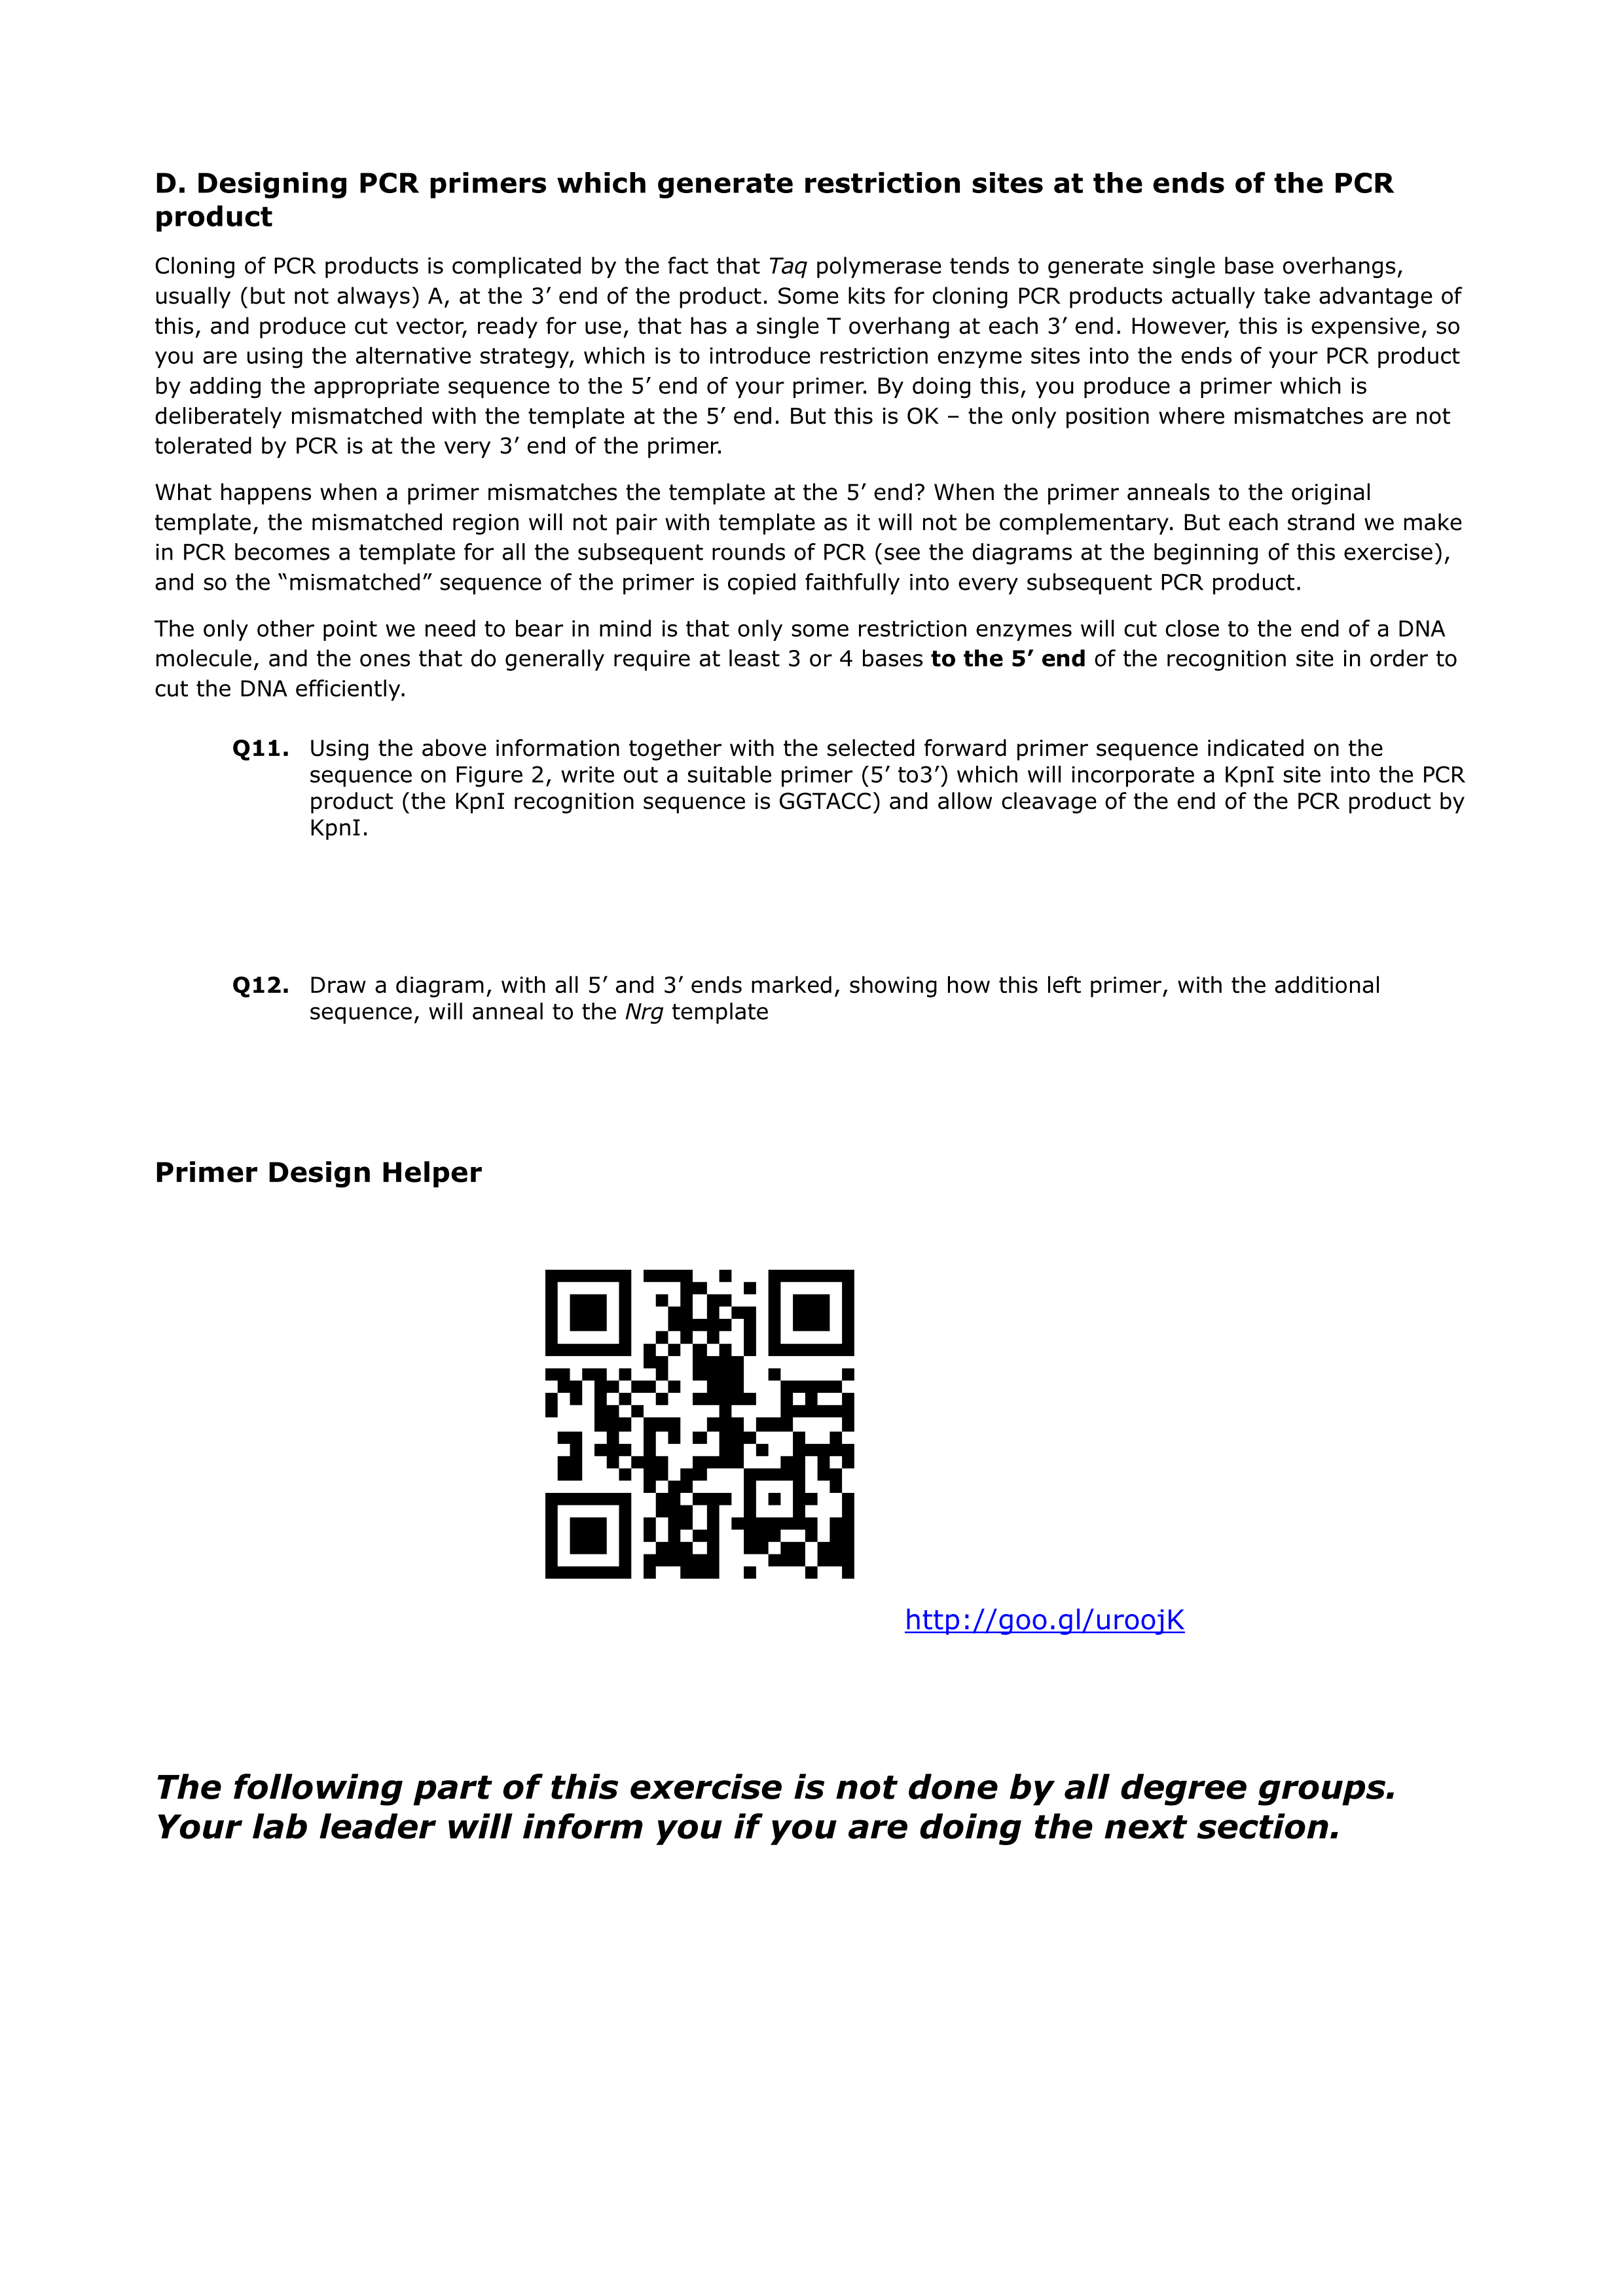 D. Designing PCR primers which generate restriction sites at the ends of the PCR
product
Cloning of PCR products is complicated by the fact that Taq polymerase tends to generate single base overhangs,
usually (but not always) A, at the 3’ end of the product. Some kits for cloning PCR products actually take advantage of
this, and produce cut vector, ready for use, that has a single T overhang at each 3’ end. However, this is expensive, so
you are using the alternative strategy, which is to introduce restriction enzyme sites into the ends of your PCR product
by adding the appropriate sequence to the 5’ end of your primer. By doing this, you produce a primer which is
deliberately mismatched with the template at the 5’ end. But this is OK – the only position where mismatches are not
tolerated by PCR is at the very 3’ end of the primer.
What happens when a primer mismatches the template at the 5’ end? When the primer anneals to the original
template, the mismatched region will not pair with template as it will not be complementary. But each strand we make
in PCR becomes a template for all the subsequent rounds of PCR (see the diagrams at the beginning of this exercise),
and so the “mismatched” sequence of the primer is copied faithfully into every subsequent PCR product.
The only other point we need to bear in mind is that only some restriction enzymes will cut close to the end of a DNA
molecule, and the ones that do generally require at least 3 or 4 bases to the 5’ end of the recognition site in order to
cut the DNA efficiently.
Q11. Using the above information together with the selected forward primer sequence indicated on the
sequence on Figure 2, write out a suitable primer (5’ to3’) which will incorporate a KpnI site into the PCR
product (the KpnI recognition sequence is GGTACC) and allow cleavage of the end of the PCR product by
KpnI.
Q12. Draw a diagram, with all 5’ and 3’ ends marked, showing how this left primer, with the additional
sequence, will anneal to the Nrg template
Primer Design Helper
http://goo.gl/uroojK
The following part of this exercise is not done by all degree groups.
Your lab leader will inform you if you are doing the next section.